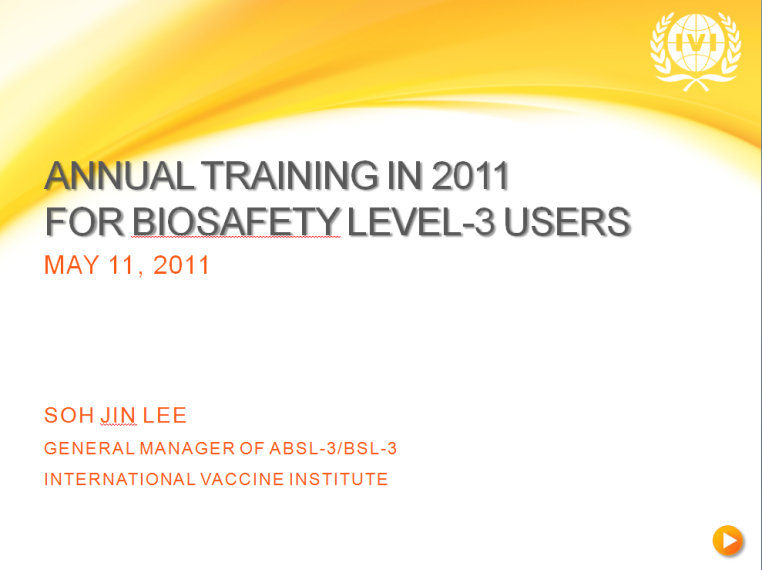 IVI
ANNUAL TRAINING IN 2011
FOR BIOSAFETY LEVEL-3 USERS
MAY 11, 2011
SOH JIN LEE
GENERAL MANAGER OF ABSL-3/BSL-3
INTERNATIONAL VACCINE INSTITUTE